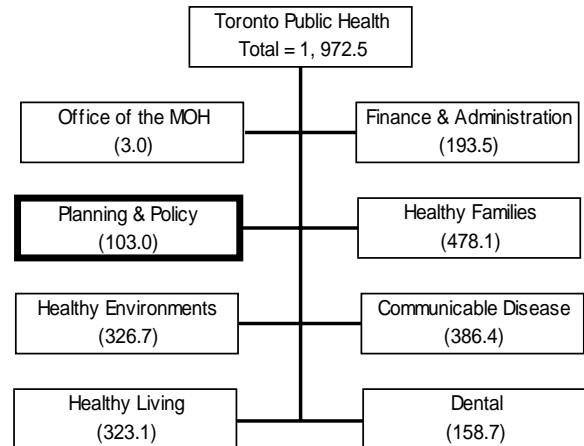 Toronto Public Health
Total = 1, 972.5
Office of the MOH
(3.0)
Finance & Administration
(193.5)
Planning & Policy
(103.0)
Healthy Families
(478.1)
Healthy Environments
(326.7)
Communicable Disease
(386.4)
Healthy Living
(323.1)
Dental
(158.7)